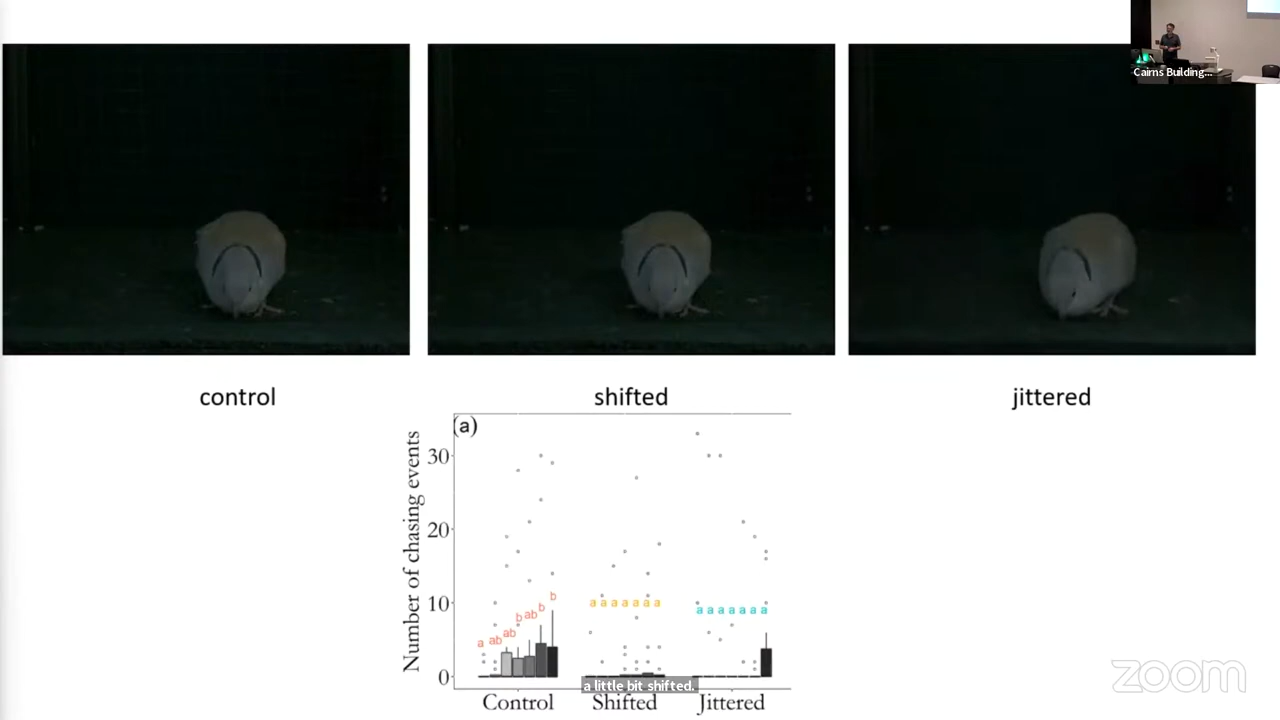 Cairns Building...
control
shifted
jittered
(a)
Number of chasing events
30
20
10
0
a ab ab b ab b b
a a a a a a a
a a a a a a a
a little bit shifted.
Control
Shifted
Jittered
zoom